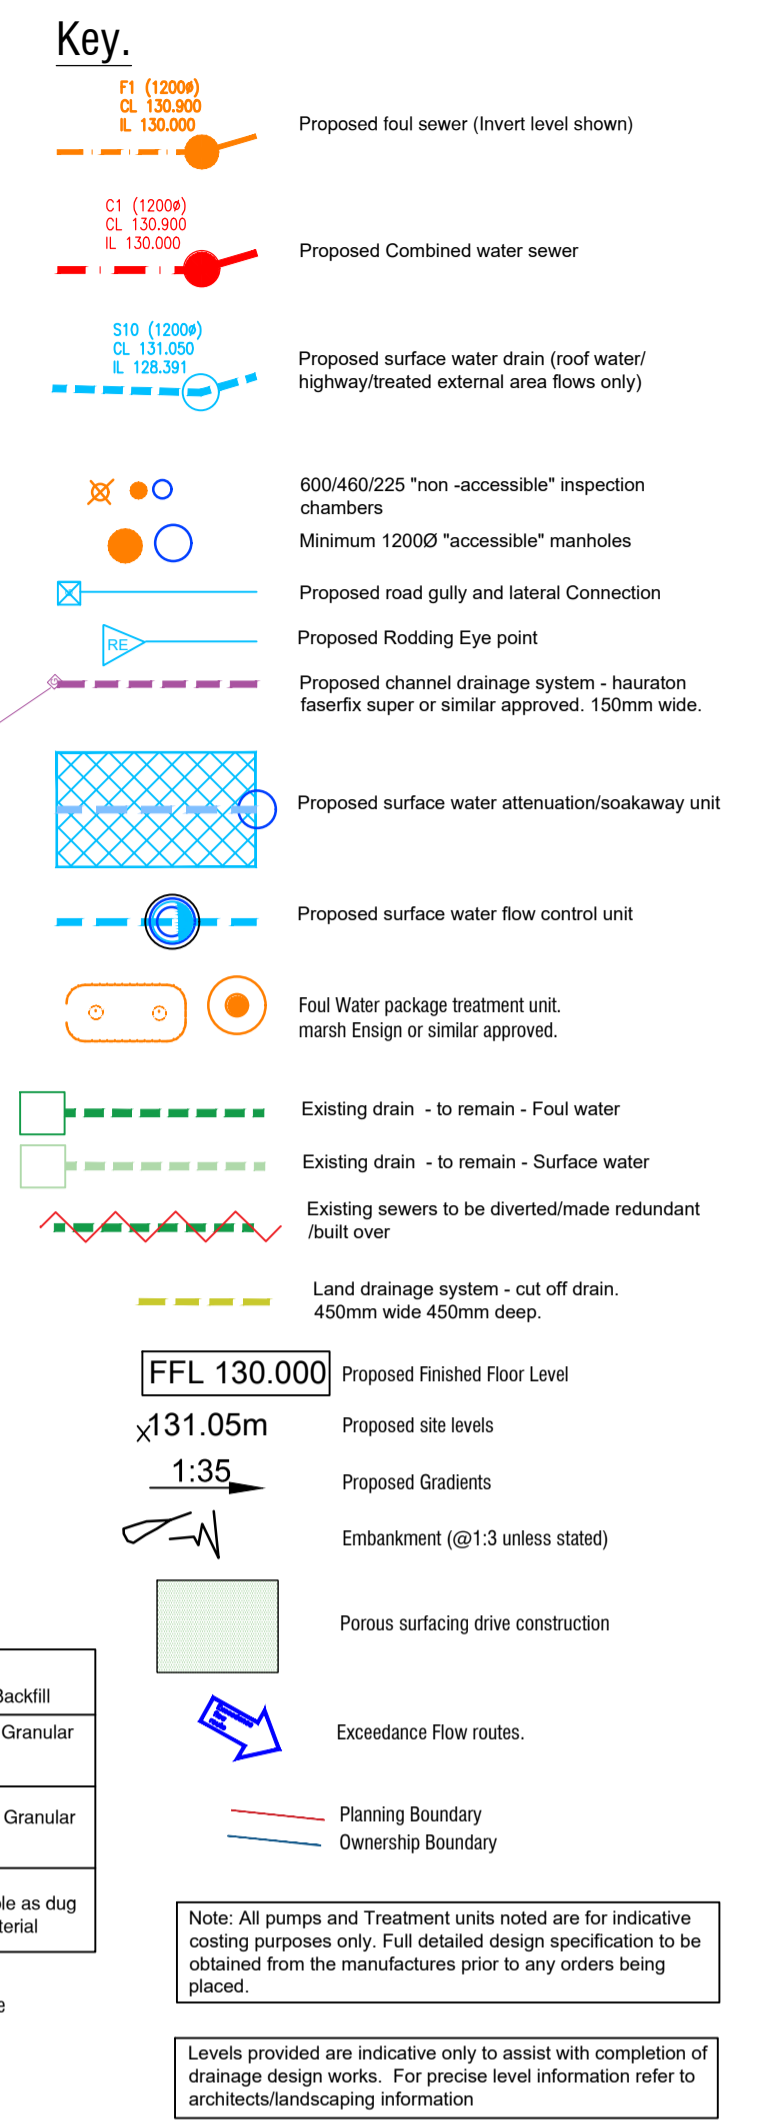 Key.
F1 (1200ø)
CL 130.900
IL 130.000
Proposed foul sewer (Invert level shown)
C1 (1200ø)
CL 130.900
IL 130.000
Proposed Combined water sewer
S10 (1200ø)
CL 131.050
IL 128.391
Proposed surface water drain (roof water/
highway/treated external area flows only)
600/460/225 "non -accessible" inspection
chambers
Minimum 1200Ø "accessible" manholes
Proposed road gully and lateral Connection
RE
Proposed Rodding Eye point
Proposed channel drainage system - hauraton
faserfix super or similar approved. 150mm wide.
Proposed surface water attenuation/soakaway unit
Proposed surface water flow control unit
Foul Water package treatment unit.
marsh Ensign or similar approved.
Existing drain - to remain - Foul water
Existing drain - to remain - Surface water
Existing sewers to be diverted/made redundant
/built over
Land drainage system - cut off drain.
450mm wide 450mm deep.
FFL 130.000
Proposed Finished Floor Level
x131.05m
Proposed site levels
1:35
Proposed Gradients
Embankment (@1:3 unless stated)
Porous surfacing drive construction
Backfill
Granular
Granular
ple as dug
terial
e
Exceedance
flow
route
Exceedance Flow routes.
Planning Boundary
Ownership Boundary
Note: All pumps and Treatment units noted are for indicative
costing purposes only. Full detailed design specification to be
obtained from the manufactures prior to any orders being
placed.
Levels provided are indicative only to assist with completion of
drainage design works. For precise level information refer to
architects/landscaping information